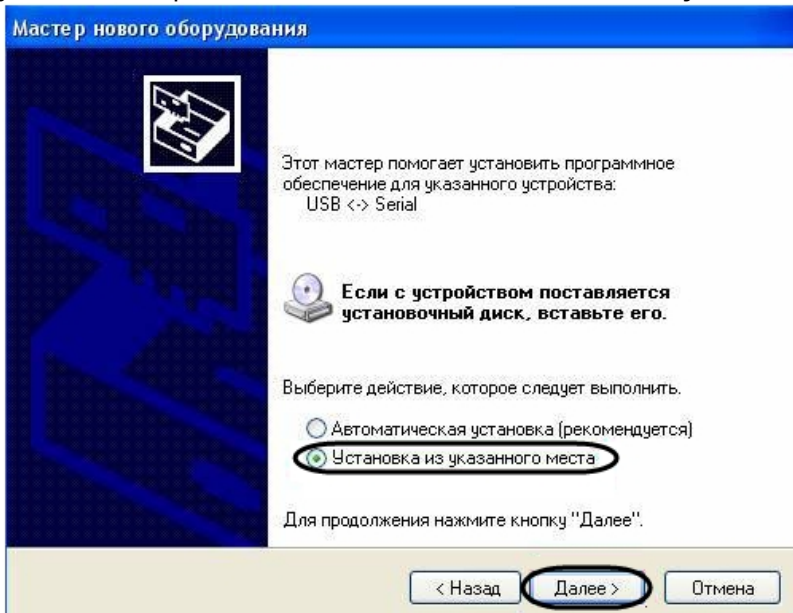 Мастер нового оборудования
Этот мастер помогает установить программное
обеспечение для указанного устройства:
USB <-> Serial
Если с устройством поставляется
установочный диск, вставьте его.
Выберите действие, которое следует выполнить.
Автоматическая установка (рекомендуется)
Установка из указанного места
Для продолжения нажмите кнопку "Далее".
< Назад
Далее >
Отмена